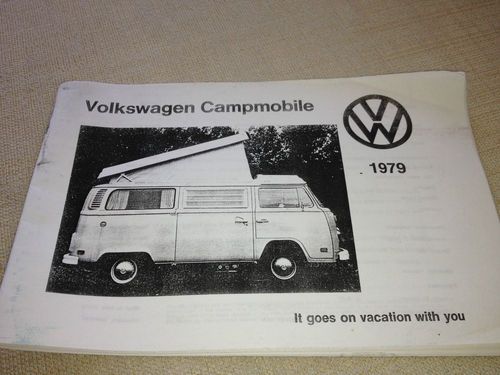 Volkswagen Campmobile
1979
It goes on vacation with you